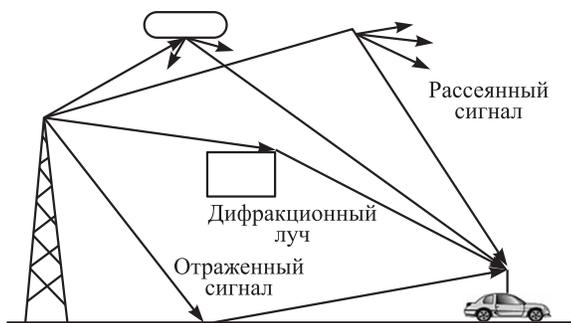 Рассеянный
сигнал
Дифракционный
луч
Отраженный
сигнал